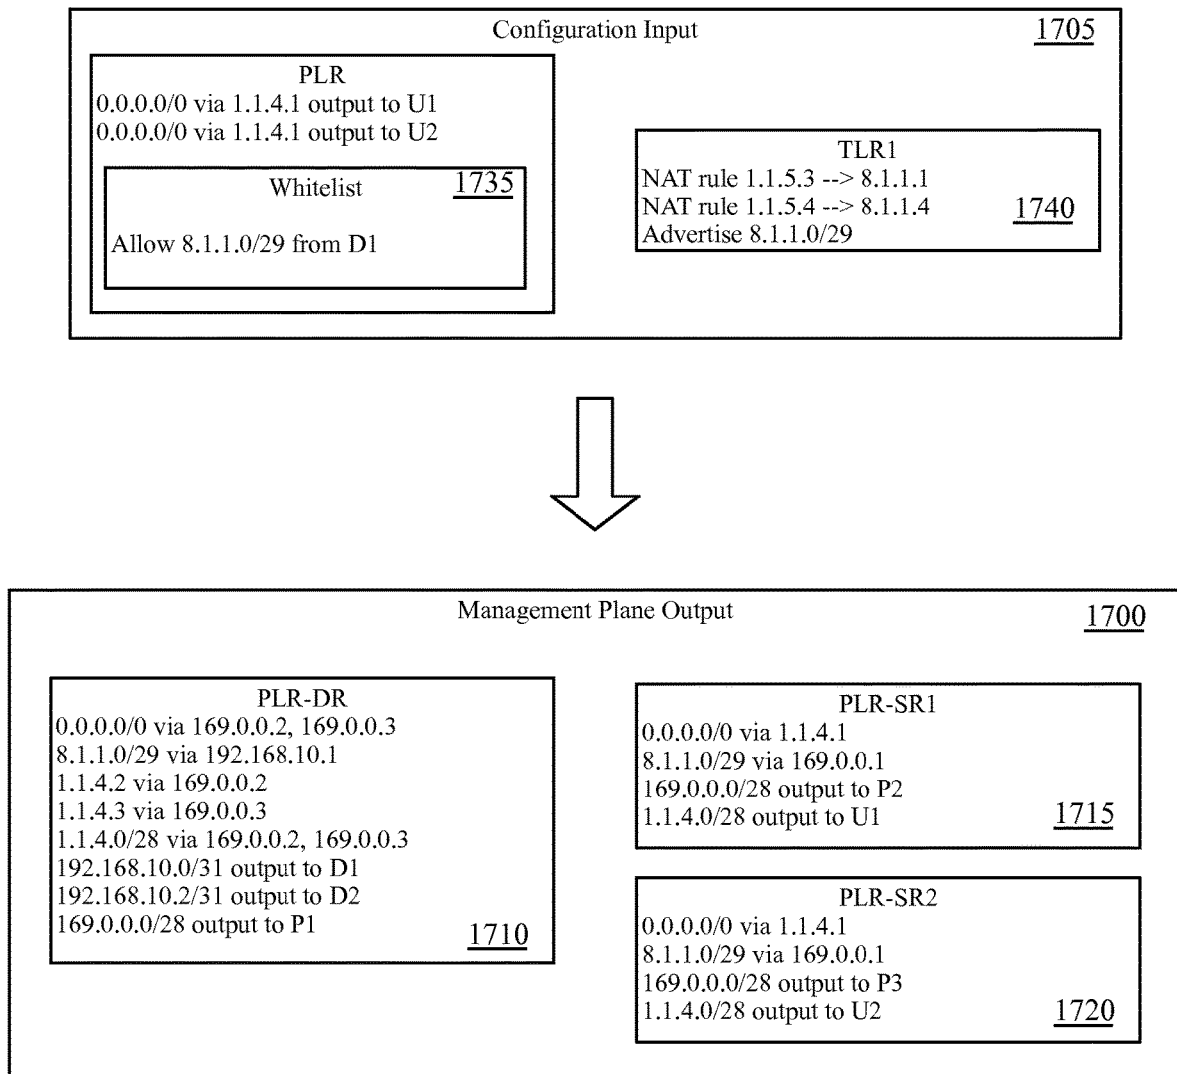 Configuration Input
1705
PLR
0.0.0.0/0 via 1.1.4.1 output to U1
0.0.0.0/0 via 1.1.4.1 output to U2
Whitelist
1735
Allow 8.1.1.0/29 from D1
TLR1
NAT rule 1.1.5.3 --> 8.1.1.1
NAT rule 1.1.5.4 --> 8.1.1.4
Advertise 8.1.1.0/29
1740
Management Plane Output
1700
PLR-DR
0.0.0.0/0 via 169.0.0.2, 169.0.0.3
8.1.1.0/29 via 192.168.10.1
1.1.4.2 via 169.0.0.2
1.1.4.3 via 169.0.0.3
1.1.4.0/28 via 169.0.0.2, 169.0.0.3
192.168.10.0/31 output to D1
192.168.10.2/31 output to D2
169.0.0.0/28 output to P1
1710
PLR-SR1
0.0.0.0/0 via 1.1.4.1
8.1.1.0/29 via 169.0.0.1
169.0.0.0/28 output to P2
1.1.4.0/28 output to U1
1715
PLR-SR2
0.0.0.0/0 via 1.1.4.1
8.1.1.0/29 via 169.0.0.1
169.0.0.0/28 output to P3
1.1.4.0/28 output to U2
1720